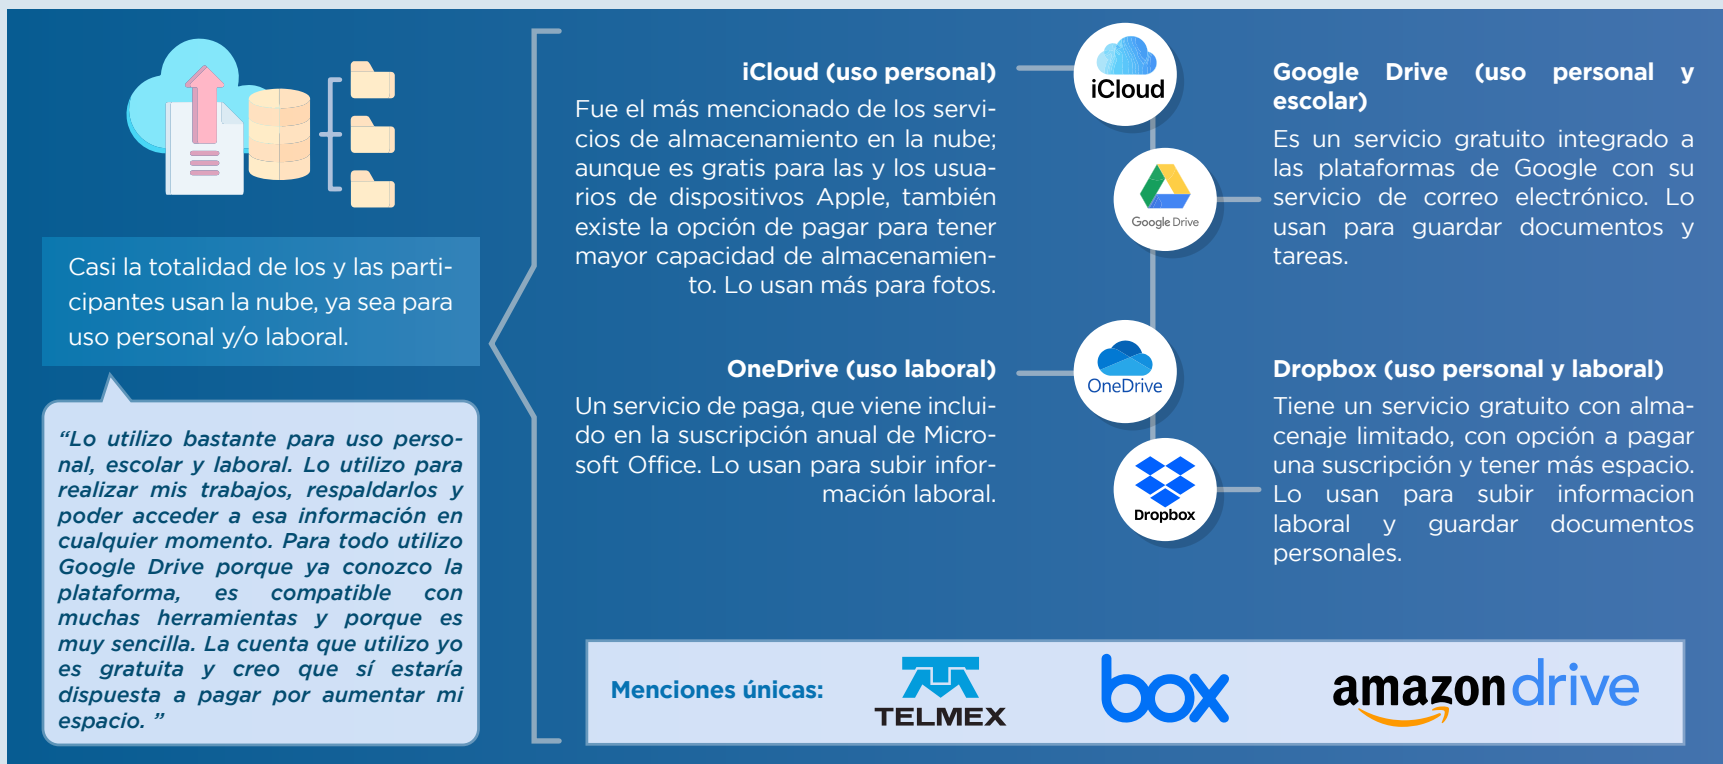 Casi la totalidad de los y las parti-
cipantes usan la nube, ya sea para
uso personal y/o laboral.
“Lo utilizo bastante para uso perso-
nal, escolar y laboral. Lo utilizo para
realizar mis trabajos, respaldarlos y
poder acceder a esa información en
cualquier momento. Para todo utilizo
Google Drive porque ya conozco la
plataforma, es compatible con
muchas herramientas y porque es
muy sencilla. La cuenta que utilizo yo
es gratuita y creo que sí estaría
dispuesta a pagar por aumentar mi
espacio. ”
iCloud (uso personal)
Fue el más mencionado de los servi-
cios de almacenamiento en la nube;
aunque es gratis para las y los usua-
rios de dispositivos Apple, también
existe la opción de pagar para tener
mayor capacidad de almacenamien-
to. Lo usan más para fotos.
iCloud
Google Drive (uso personal y
escolar)
Es un servicio gratuito integrado a
las plataformas de Google con su
servicio de correo electrónico. Lo
usan para guardar documentos y
tareas.
Google Drive
OneDrive (uso laboral)
Un servicio de paga, que viene inclui-
do en la suscripción anual de Micro-
soft Office. Lo usan para subir infor-
mación laboral.
OneDrive
Dropbox (uso personal y laboral)
Tiene un servicio gratuito con alma-
cenaje limitado, con opción a pagar
una suscripción y tener más espacio.
Lo usan para subir informacion
laboral y guardar documentos
personales.
Dropbox
Menciones únicas:
TELMEX
box
amazon drive